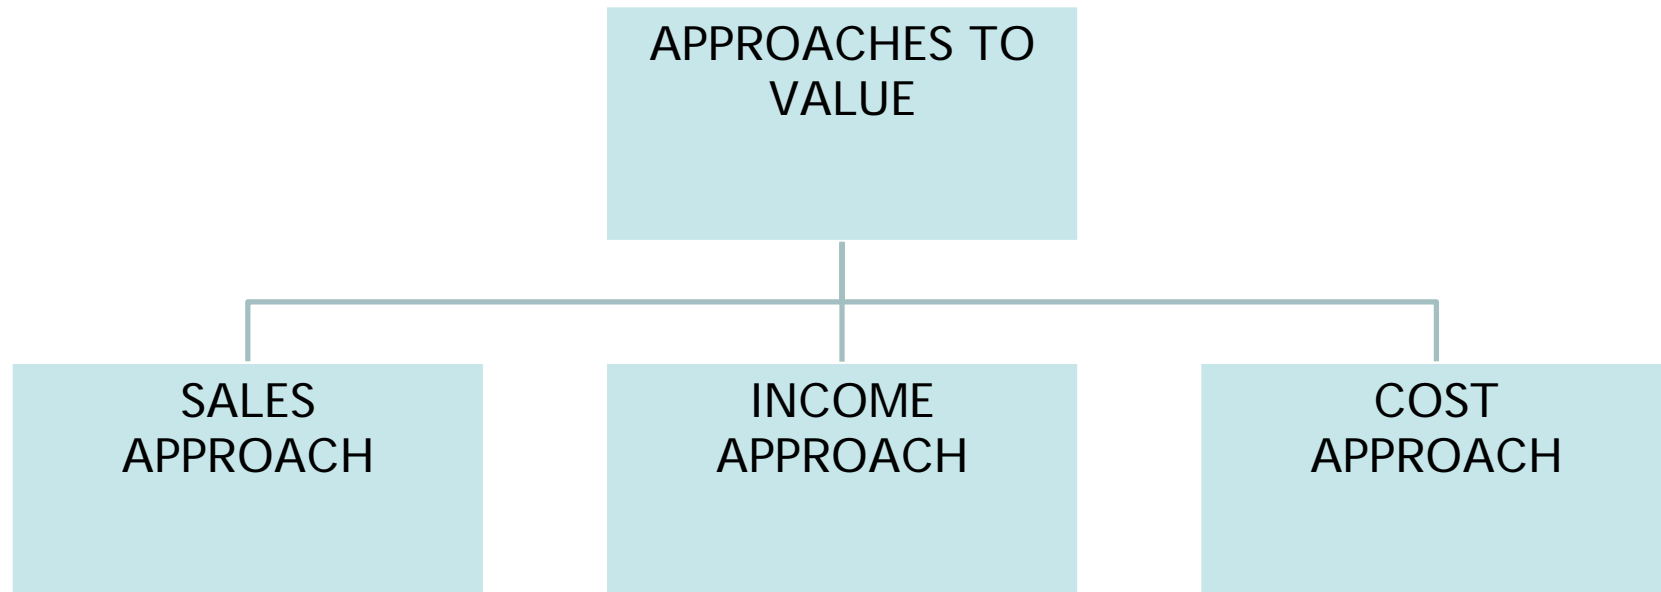 APPROACHES TO
VALUE
SALES
APPROACH
INCOME
APPROACH
COST
APPROACH